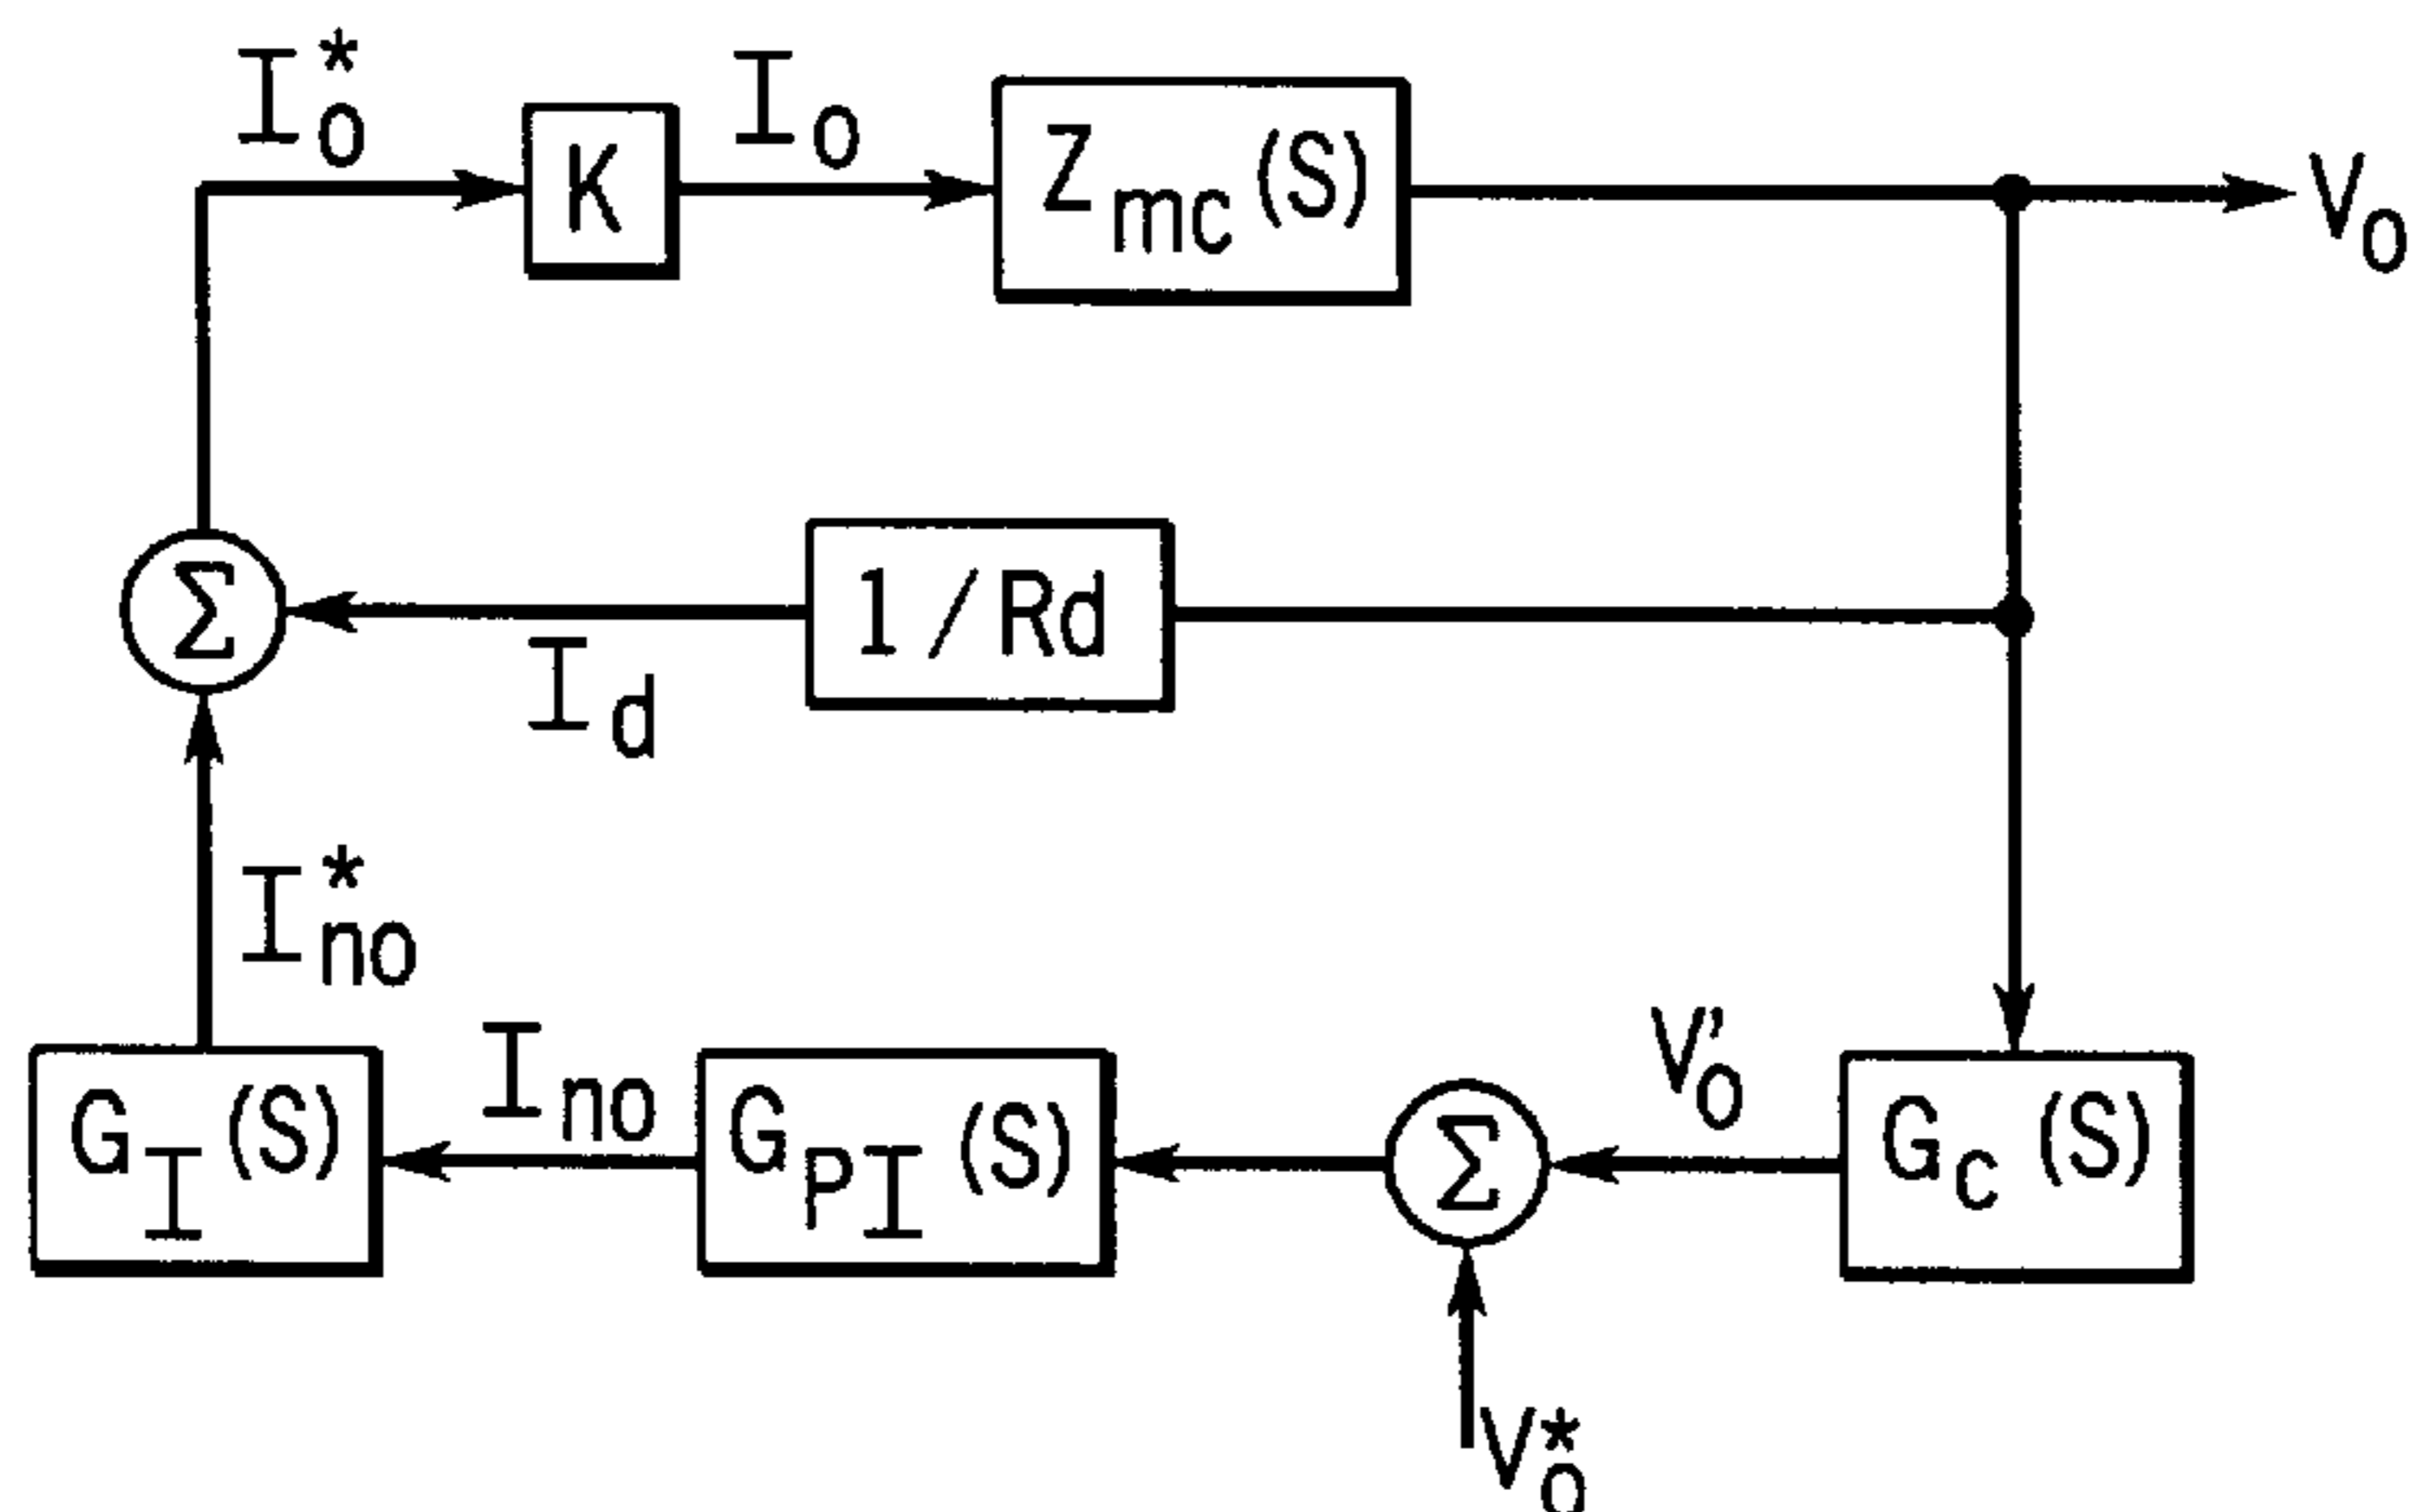 I*o
K
Io
Zmc(S)
Vo
Σ
1/Rd
Id
I*no
GI(S)
Ino
GPI(S)
Σ
V'o
Gc(S)
V*o